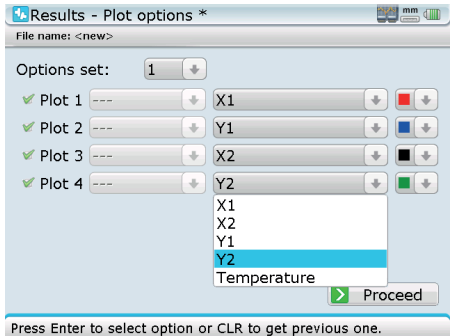 Results - Plot options *
mm
File name: <new>
Options set: 1
Plot 1 --- X1
Plot 2 --- Y1
Plot 3 --- X2
Plot 4 --- Y2
X1
X2
Y1
Y2
Temperature
Proceed
Press Enter to select option or CLR to get previous one.